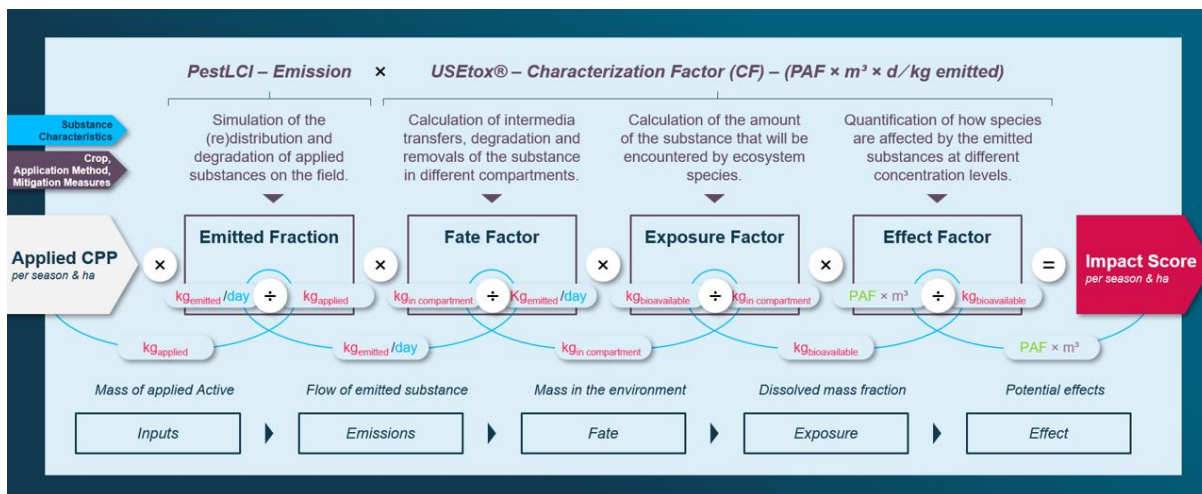 PestLCI – Emission × USEtox® – Characterization Factor (CF) – (PAF × m³ × d/kg emitted)
Substance
Characteristics
Crop,
Application Method,
Mitigation Measures
Simulation of the
(re)distribution and
degradation of applied
substances on the field.
Calculation of intermedia
transfers, degradation and
removals of the substance
in different compartments.
Calculation of the amount
of the substance that will be
encountered by ecosystem
species.
Quantification of how species
are affected by the emitted
substances at different
concentration levels.
Applied CPP
per season & ha
×
Emitted Fraction
kgemitted/day ÷ kgapplied
×
Fate Factor
kgin compartment ÷ Kgemitted/day
×
Exposure Factor
kgbioavailable ÷ kgin compartment
×
Effect Factor
PAF × m³ ÷ kgbioavailable
=
Impact Score
per season & ha
kgapplied
kgemitted/day
kgin compartment
kgbioavailable
PAF × m³
Mass of applied Active
Flow of emitted substance
Mass in the environment
Dissolved mass fraction
Potential effects
Inputs
Emissions
Fate
Exposure
Effect